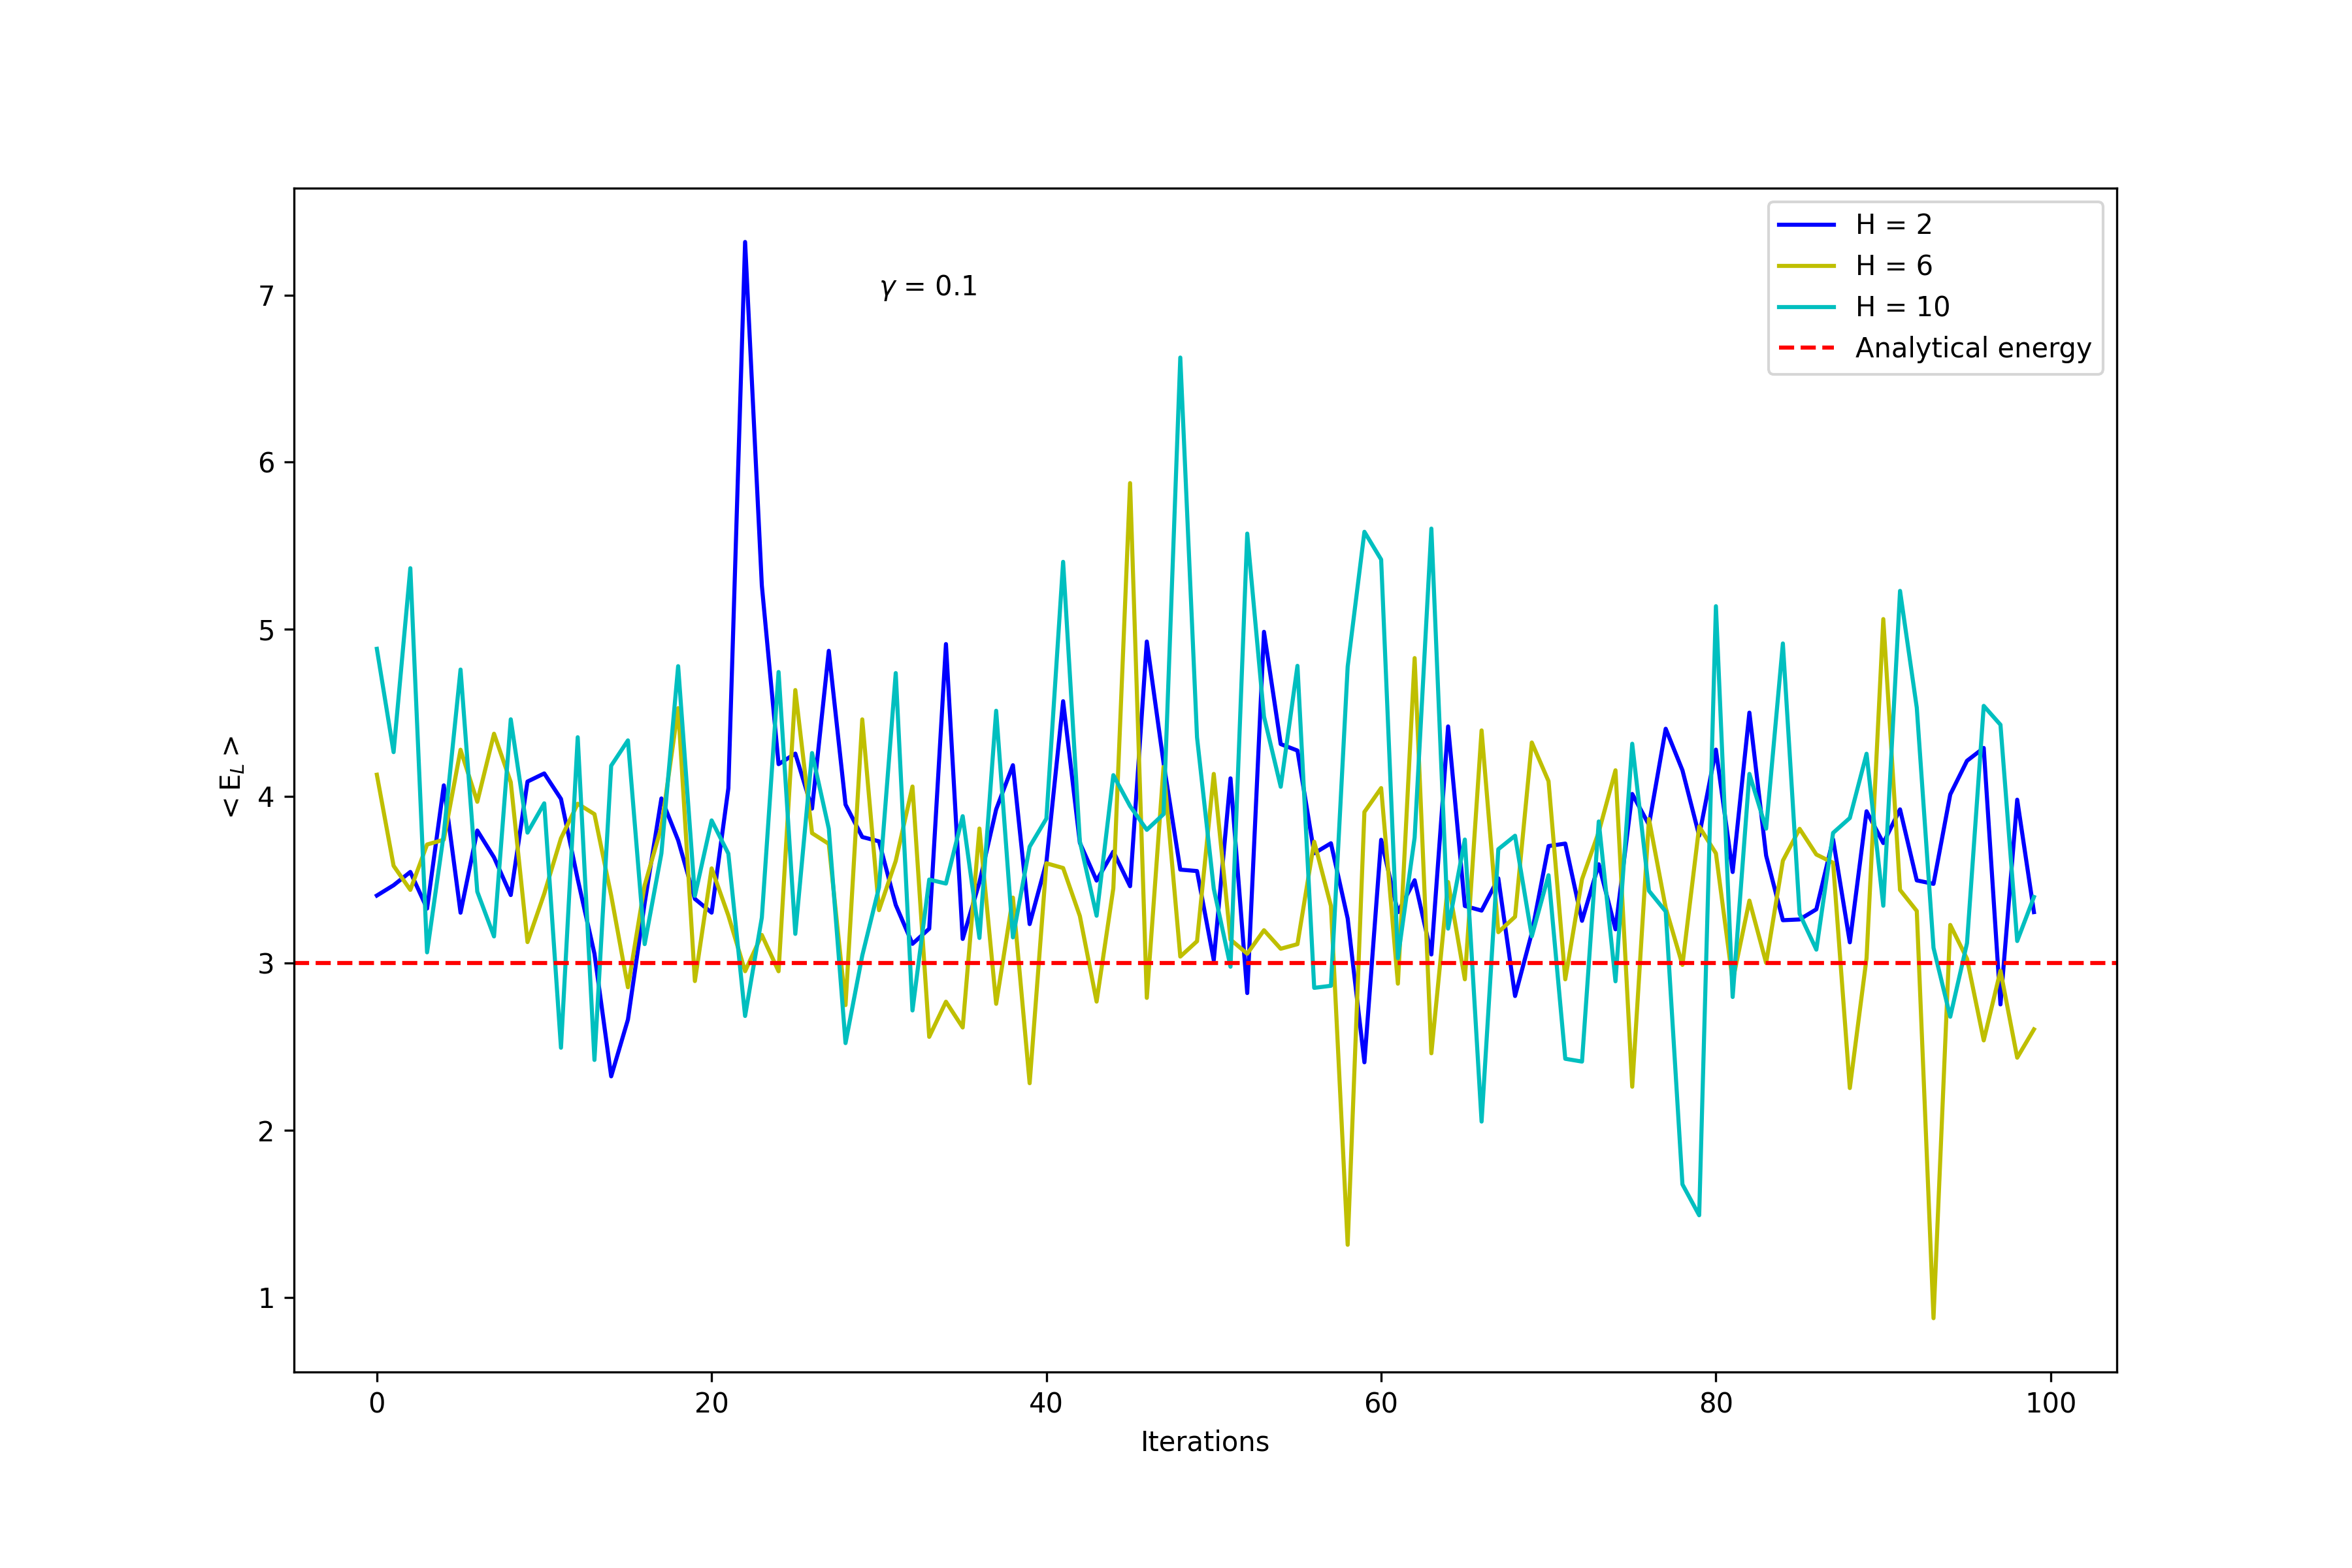 γ = 0.1
H = 2
H = 6
H = 10
Analytical energy
7
6
5
4
3
2
1
< E_L >
0 20 40 60 80 100
Iterations